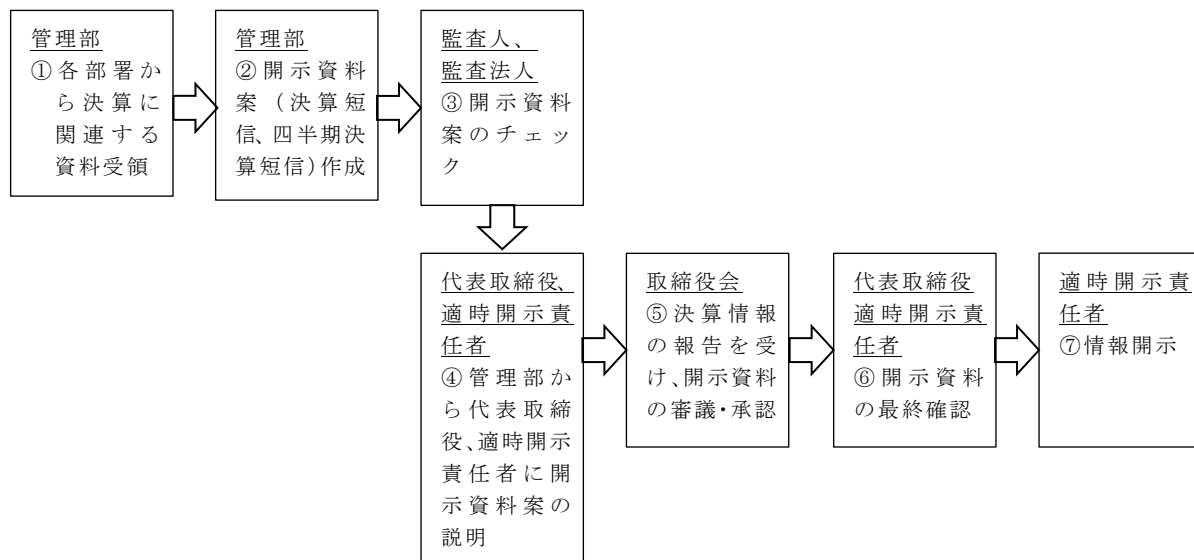 管理部
①各部署か
ら決算に
関連する
資料受領
管理部
②開示資料
案（決算短
信、四半期決
算短信）作成
監査人、
監査法人
③開示資料
案のチェッ
ク
代表取締役、
適時開示責
任者
④管理部か
ら代表取締
役、適時開示
責任者に開
示資料案の
説明
取締役会
⑤決算情報
の報告を受
け、開示資料
の審議・承認
代表取締役
適時開示責
任者
⑥開示資料
の最終確認
適時開示責
任者
⑦情報開示